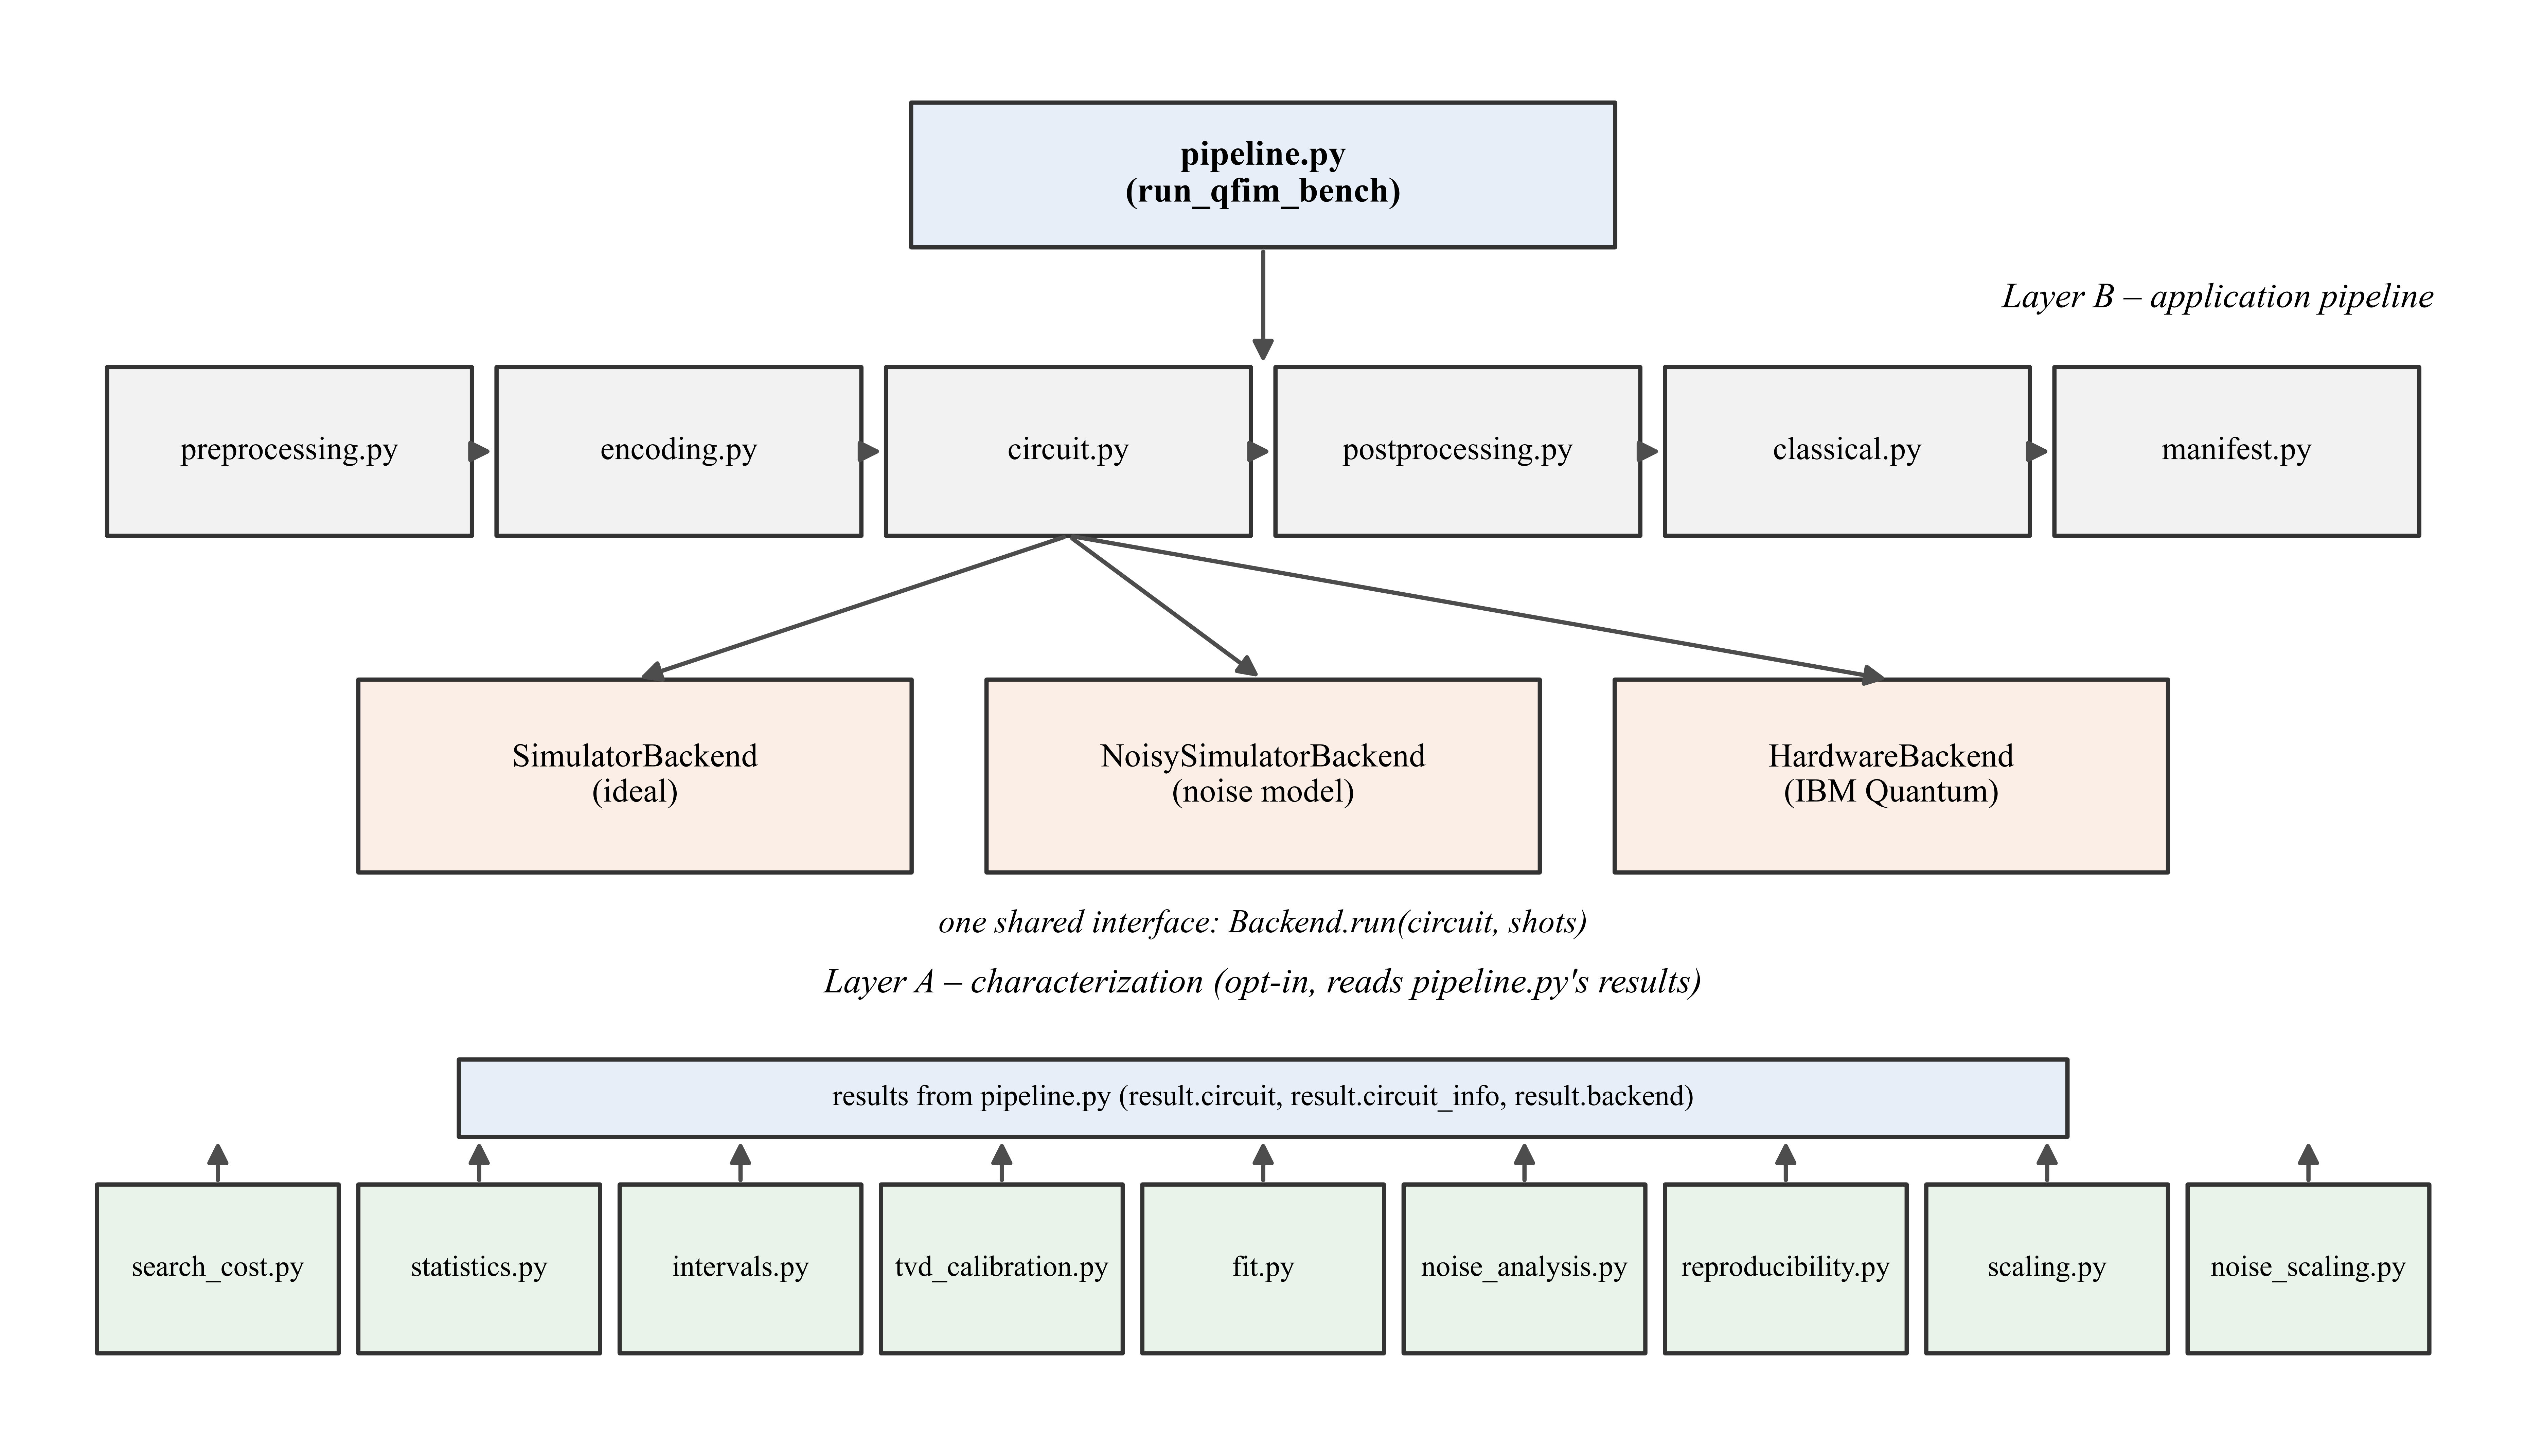 pipeline.py
(run_qfim_bench)
Layer B – application pipeline
preprocessing.py
encoding.py
circuit.py
postprocessing.py
classical.py
manifest.py
SimulatorBackend
(ideal)
NoisySimulatorBackend
(noise model)
HardwareBackend
(IBM Quantum)
one shared interface: Backend.run(circuit, shots)
Layer A – characterization (opt-in, reads pipeline.py's results)
results from pipeline.py (result.circuit, result.circuit_info, result.backend)
search_cost.py
statistics.py
intervals.py
tvd_calibration.py
fit.py
noise_analysis.py
reproducibility.py
scaling.py
noise_scaling.py